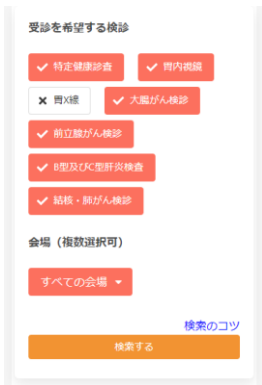 受診を希望する検診
特定健康診査 胃内視鏡
胃X線 大腸がん検診
前立腺がん検診
B型及びC型肝炎検査
結核・肺がん検診
会場（複数選択可）
すべての会場
検索のコツ
検索する